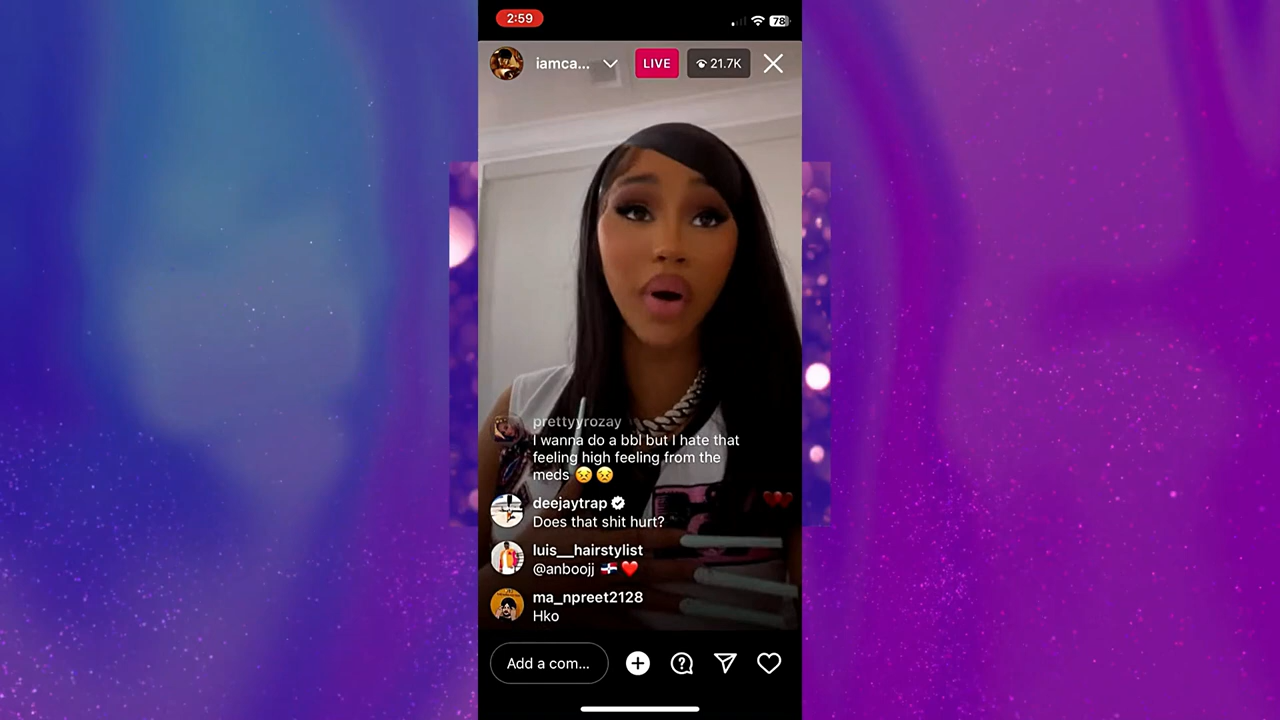 2:59
78
iamca...
LIVE
21.7K
prettyyrozay
I wanna do a bbl but I hate that
feeling high feeling from the
meds 😣😣
deejaytrap
Does that shit hurt?
luis__hairstylist
@anboojj 🇩🇴❤️
ma_npreet2128
Hko
Add a com...